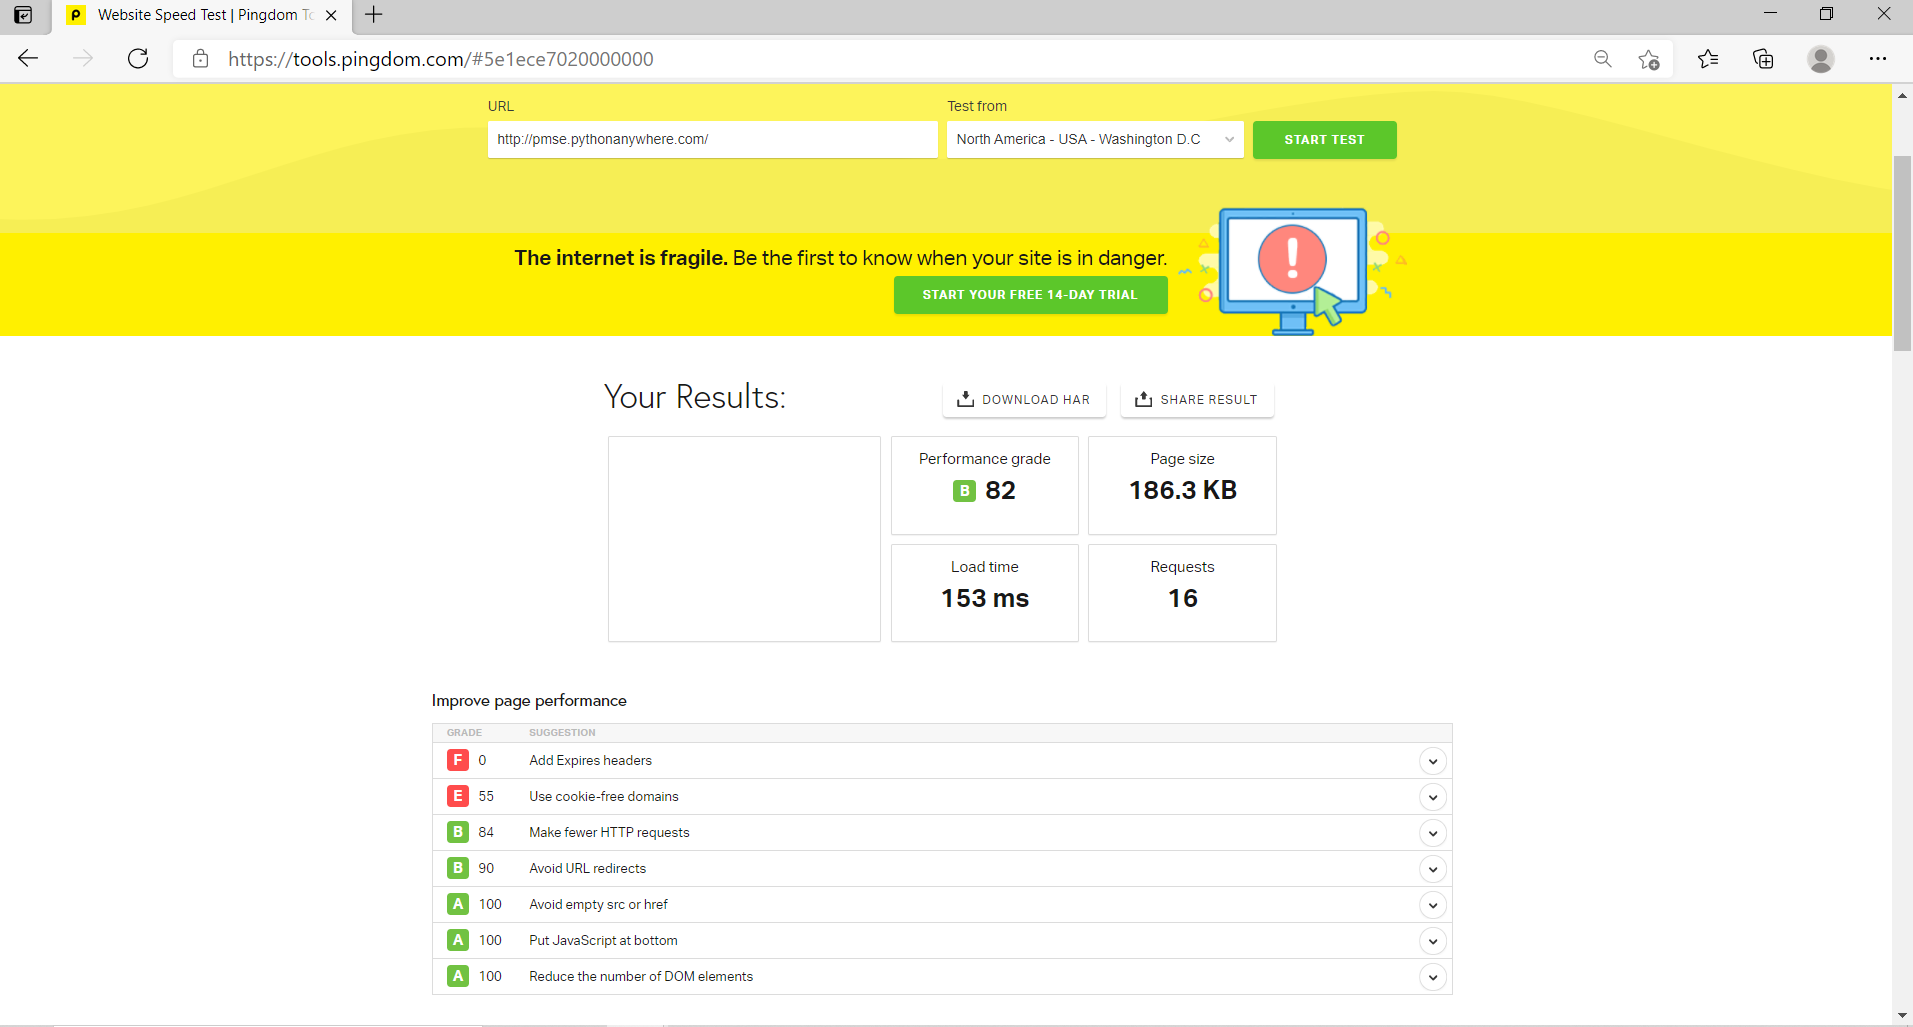 Website Speed Test | Pingdom To
https://tools.pingdom.com/#5e1ece7020000000
URL
Test from
http://pmse.pythonanywhere.com/
North America - USA - Washington D.C
START TEST
The internet is fragile. Be the first to know when your site is in danger.
START YOUR FREE 14-DAY TRIAL
Your Results:
DOWNLOAD HAR
SHARE RESULT
Performance grade
B 82
Page size
186.3 KB
Load time
153 ms
Requests
16
Improve page performance
GRADE SUGGESTION
F 0 Add Expires headers
E 55 Use cookie-free domains
B 84 Make fewer HTTP requests
B 90 Avoid URL redirects
A 100 Avoid empty src or href
A 100 Put JavaScript at bottom
A 100 Reduce the number of DOM elements